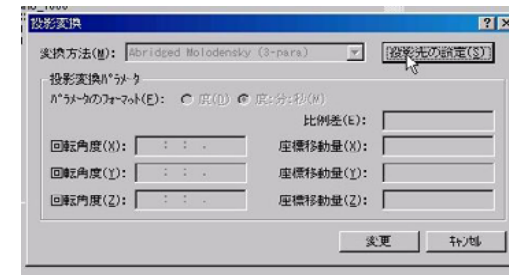 投影変換
変換方法(M): Abridged Molodensky (3-para) 投影先の設定(S)
投影変換パラメータ
パラメータのフォーマット(F): 度(D) 度:分:秒(M)
比例差(E):
回転角度(X): : : . 座標移動量(X):
回転角度(Y): : : . 座標移動量(Y):
回転角度(Z): : : . 座標移動量(Z):
変更 キャンセル